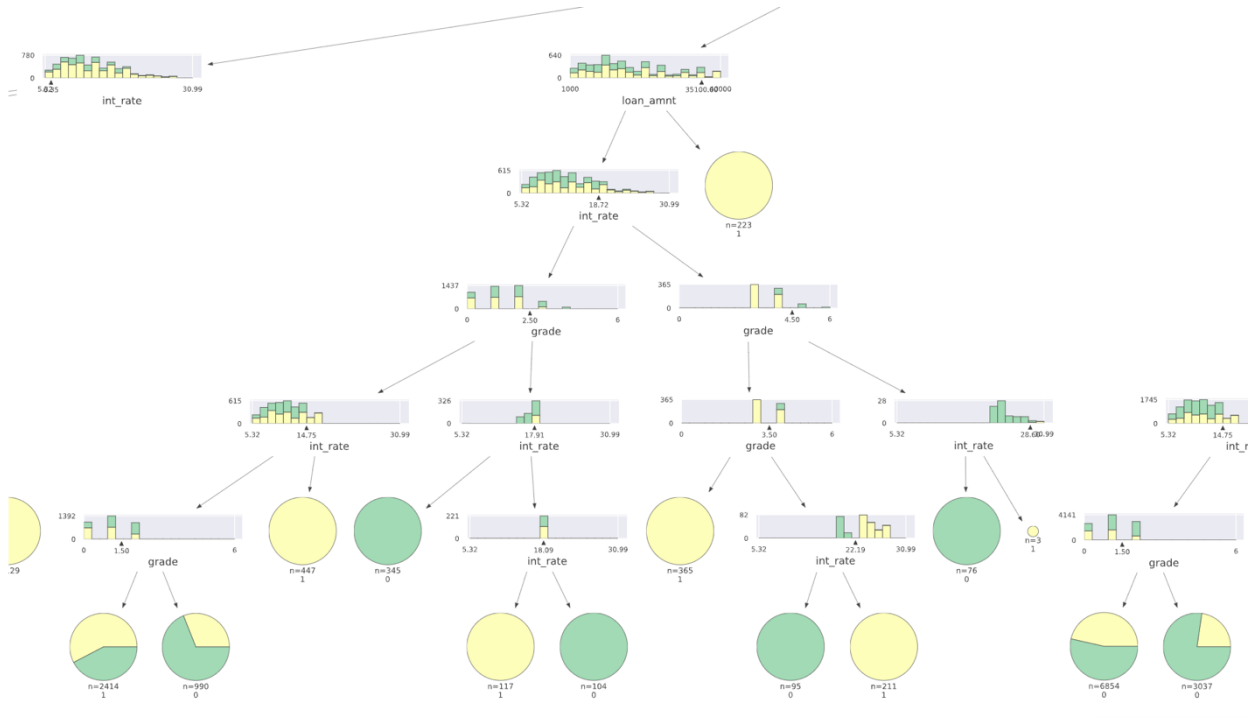 780
0
30.99
int_rate
640
0
1000
loan_amnt
615
0
5.32 18.72 30.99
int_rate
n=223
1
1437
0
0 2.50 6
grade
365
0
0 4.50 6
grade
615
0
5.32 14.75 30.99
int_rate
326
0
5.32 17.91 30.99
int_rate
365
0
0 3.50 6
grade
28
0
5.32
int_rate
1745
0
5.32 14.75
int_r
.29
1392
0
0 1.50 6
grade
n=447
1
n=345
0
221
0
5.32 18.09 30.99
int_rate
n=365
1
82
0
5.32 22.19 30.99
int_rate
n=76
0
n=3
1
4141
0
0 1.50 6
grade
n=2414
1
n=990
0
n=117
1
n=104
0
n=95
0
n=211
1
n=6854
0
n=3037
0